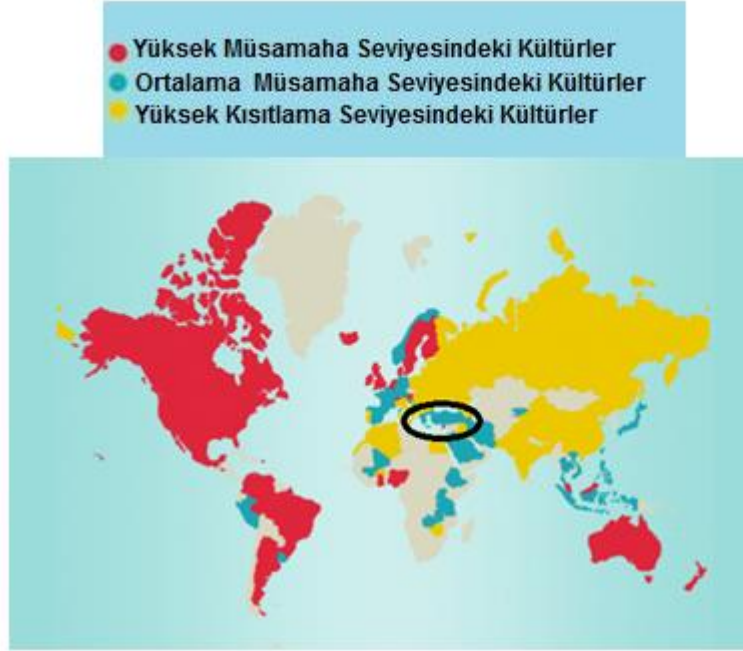 Yüksek Müsamaha Seviyesindeki Kültürler
Ortalama Müsamaha Seviyesindeki Kültürler
Yüksek Kısıtlama Seviyesindeki Kültürler